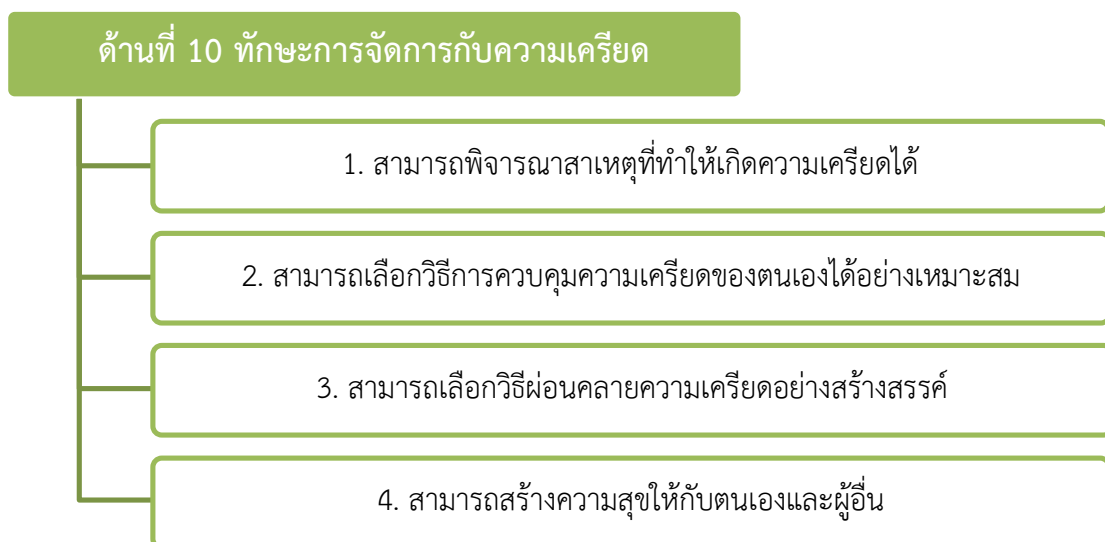 ด้านที่ 10 ทักษะการจัดการกับความเครียด
1. สามารถพิจารณาสาเหตุที่ทำให้เกิดความเครียดได้
2. สามารถเลือกวิธีการควบคุมความเครียดของตนเองได้อย่างเหมาะสม
3. สามารถเลือกวิธีผ่อนคลายความเครียดอย่างสร้างสรรค์
4. สามารถสร้างความสุขให้กับตนเองและผู้อื่น